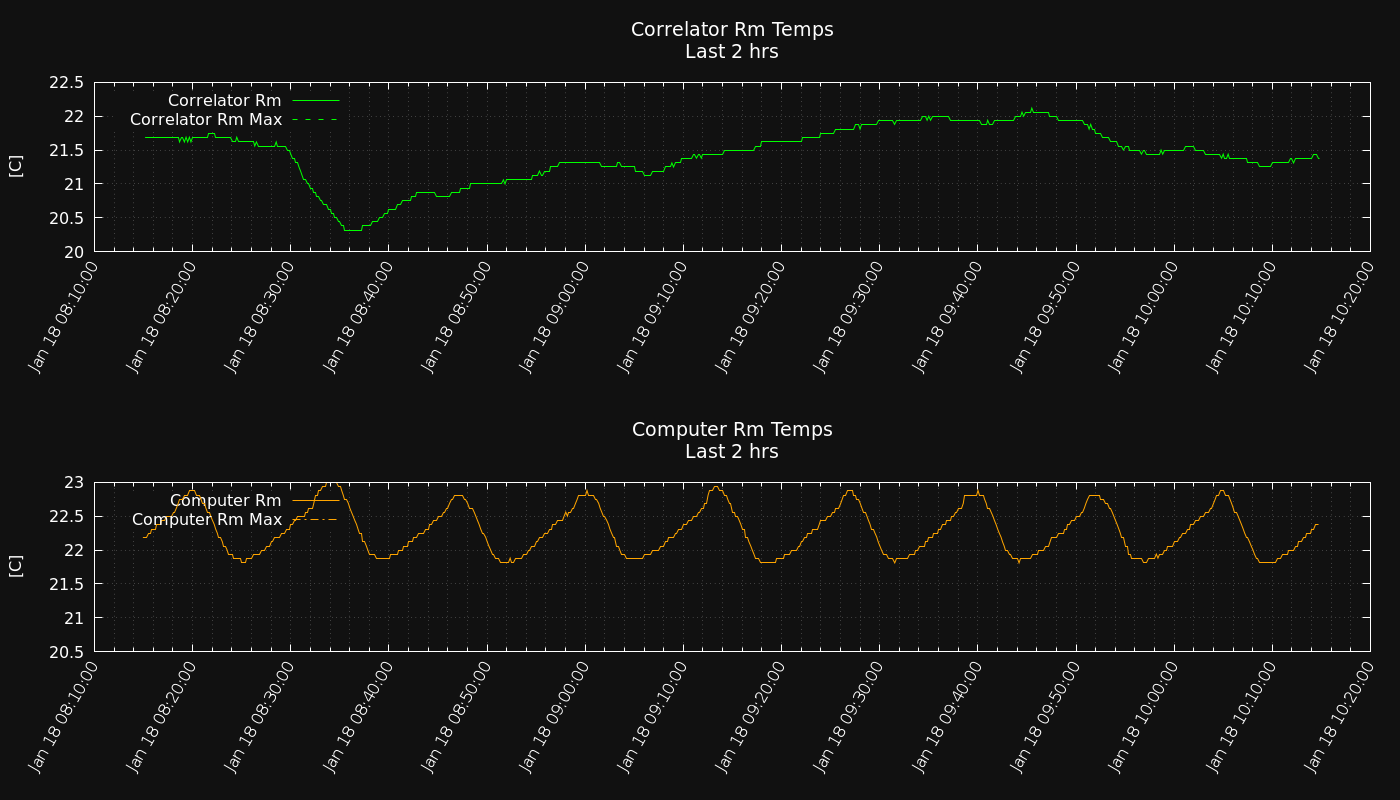 Correlator Rm Temps
Last 2 hrs
22.5
22
21.5
21
20.5
20
[C]
Correlator Rm
Correlator Rm Max
Jan 18 08:10:00
Jan 18 08:20:00
Jan 18 08:30:00
Jan 18 08:40:00
Jan 18 08:50:00
Jan 18 09:00:00
Jan 18 09:10:00
Jan 18 09:20:00
Jan 18 09:30:00
Jan 18 09:40:00
Jan 18 09:50:00
Jan 18 10:00:00
Jan 18 10:10:00
Jan 18 10:20:00
Computer Rm Temps
Last 2 hrs
23
22.5
22
21.5
21
20.5
[C]
Computer Rm
Computer Rm Max
Jan 18 08:10:00
Jan 18 08:20:00
Jan 18 08:30:00
Jan 18 08:40:00
Jan 18 08:50:00
Jan 18 09:00:00
Jan 18 09:10:00
Jan 18 09:20:00
Jan 18 09:30:00
Jan 18 09:40:00
Jan 18 09:50:00
Jan 18 10:00:00
Jan 18 10:10:00
Jan 18 10:20:00